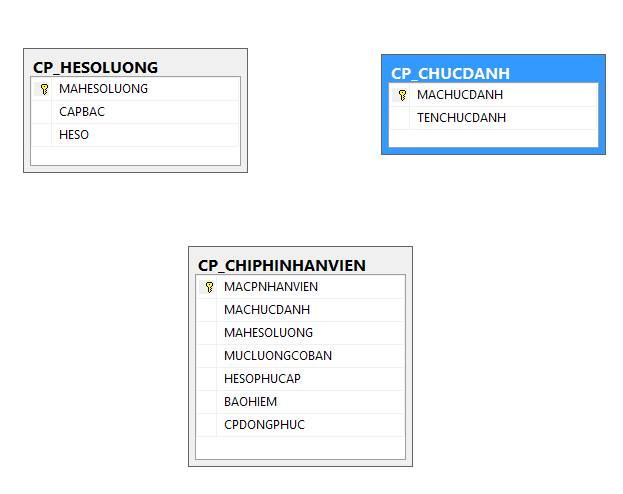 CP_HESOLUONG
MAHESOLUONG
CAPBAC
HESO
CP_CHUCDANH
MACHUCDANH
TENCHUCDANH
CP_CHIPHINHANVIEN
MACPNHANVIEN
MACHUCDANH
MAHESOLUONG
MUCLUONGCOBAN
HESOPHUCAP
BAOHIEM
CPDONGPHUC